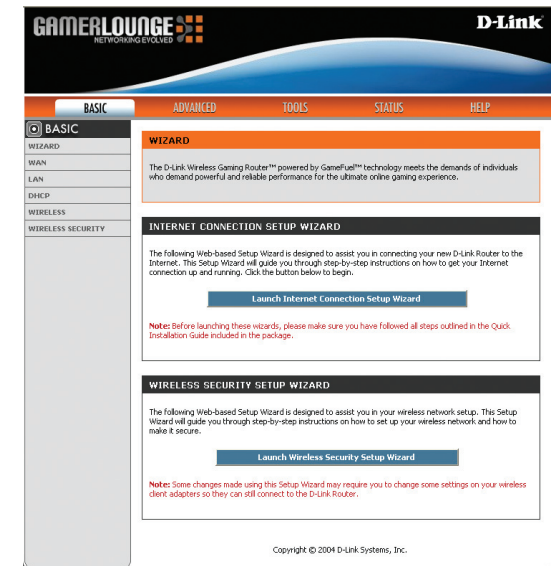 GAMERLOUNGE
NETWORKING EVOLVED
D-Link
BASIC
ADVANCED
TOOLS
STATUS
HELP
BASIC
WIZARD
WAN
LAN
DHCP
WIRELESS
WIRELESS SECURITY
WIZARD
The D-Link Wireless Gaming Router™ powered by GameFuel™ technology meets the demands of individuals
who demand powerful and reliable performance for the ultimate online gaming experience.
INTERNET CONNECTION SETUP WIZARD
The following Web-based Setup Wizard is designed to assist you in connecting your new D-Link Router to the
Internet. This Setup Wizard will guide you through step-by-step instructions on how to get your Internet
connection up and running. Click the button below to begin.
Launch Internet Connection Setup Wizard
Note: Before launching these wizards, please make sure you have followed all steps outlined in the Quick
Installation Guide included in the package.
WIRELESS SECURITY SETUP WIZARD
The following Web-based Setup Wizard is designed to assist you in your wireless network setup. This Setup
Wizard will guide you through step-by-step instructions on how to set up your wireless network and how to
make it secure.
Launch Wireless Security Setup Wizard
Note: Some changes made using this Setup Wizard may require you to change some settings on your wireless
client adapters so they can still connect to the D-Link Router.
Copyright © 2004 D-Link Systems, Inc.